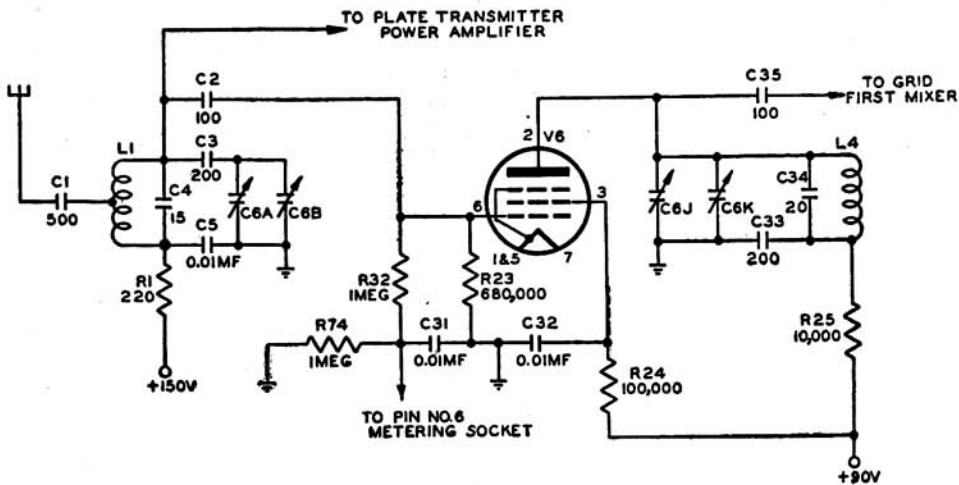 TO PLATE TRANSMITTER
POWER AMPLIFIER
C2
100
C35
100
TO GRID
FIRST MIXER
2 V6
L1
C3
200
L4
C1
500
C4
15
C6A
C6B
6
3
C6J
C6K
C34
20
C5
0.01MF
1&5
7
C33
200
R1
220
R32
1MEG
R23
680,000
R74
1MEG
C31
0.01MF
C32
0.01MF
R25
10,000
R24
100,000
+150V
TO PIN NO.6
METERING SOCKET
+90V